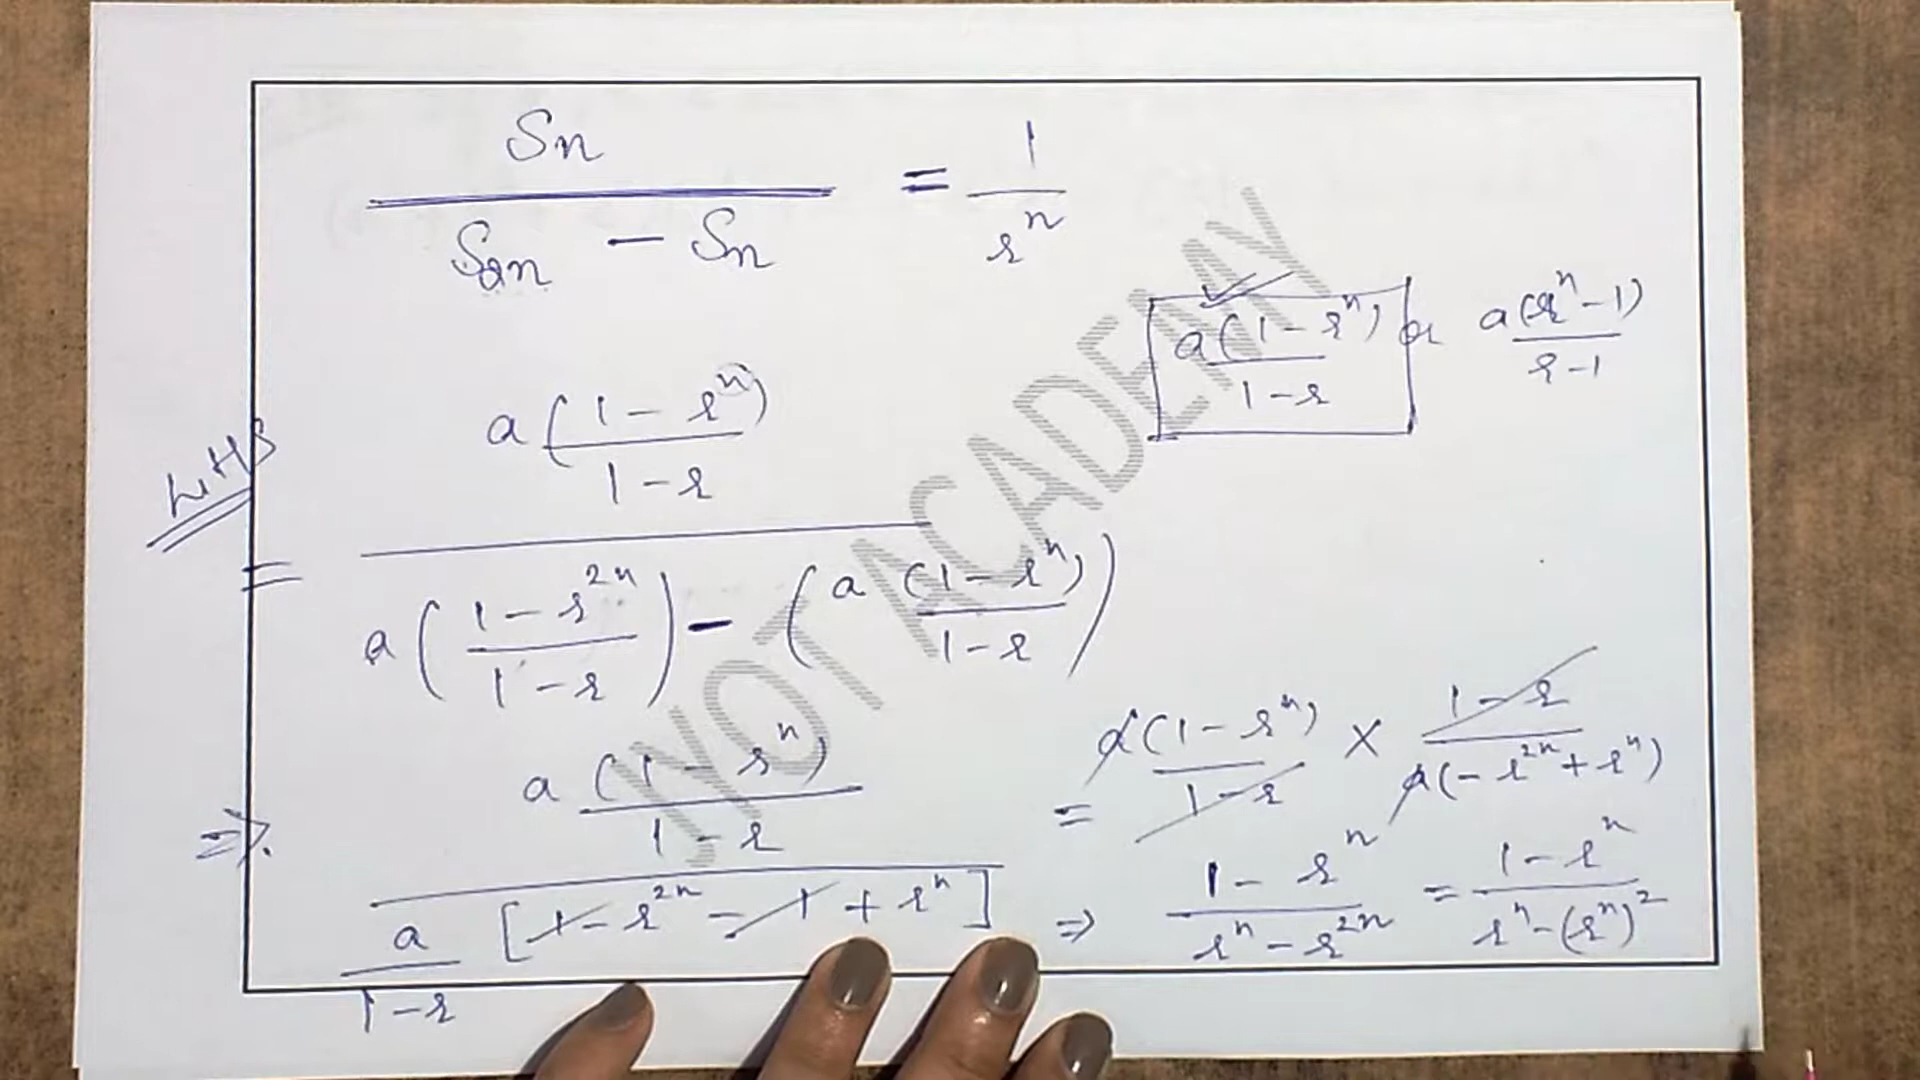 Sn
S2n - Sn
= 1
r^n
a(1-r^n)
1-r
or
a(r^n-1)
r-1
LHS
=
a(1-r^n)
1-r
a(1-r^2n
1-r) - (a(1-r^n)
1-r)
=>
a(1-r^n)
1-r
a
1-r
[1-r^2n-1+r^n]
= a(1-r^n)
1-r
× 1-r
a(-r^2n+r^n)
=> 1-r^n
r^n-r^2n
= 1-r^n
r^n-(r^n)^2
JYOT ACADEMY